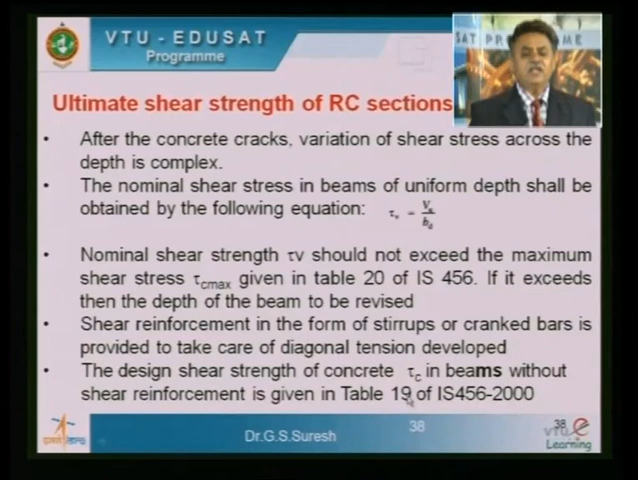 VTU - EDUSAT
Programme
SAT PR
ME
Ultimate shear strength of RC sections
• After the concrete cracks, variation of shear stress across the
depth is complex.
• The nominal shear stress in beams of uniform depth shall be
obtained by the following equation: τv = Vu / bd
• Nominal shear strength τv should not exceed the maximum
shear stress τcmax given in table 20 of IS 456. If it exceeds
then the depth of the beam to be revised
• Shear reinforcement in the form of stirrups or cranked bars is
provided to take care of diagonal tension developed
• The design shear strength of concrete τc in beams without
shear reinforcement is given in Table 19 of IS456-2000
Dr.G.S.Suresh
38
38
vtu e
Learning